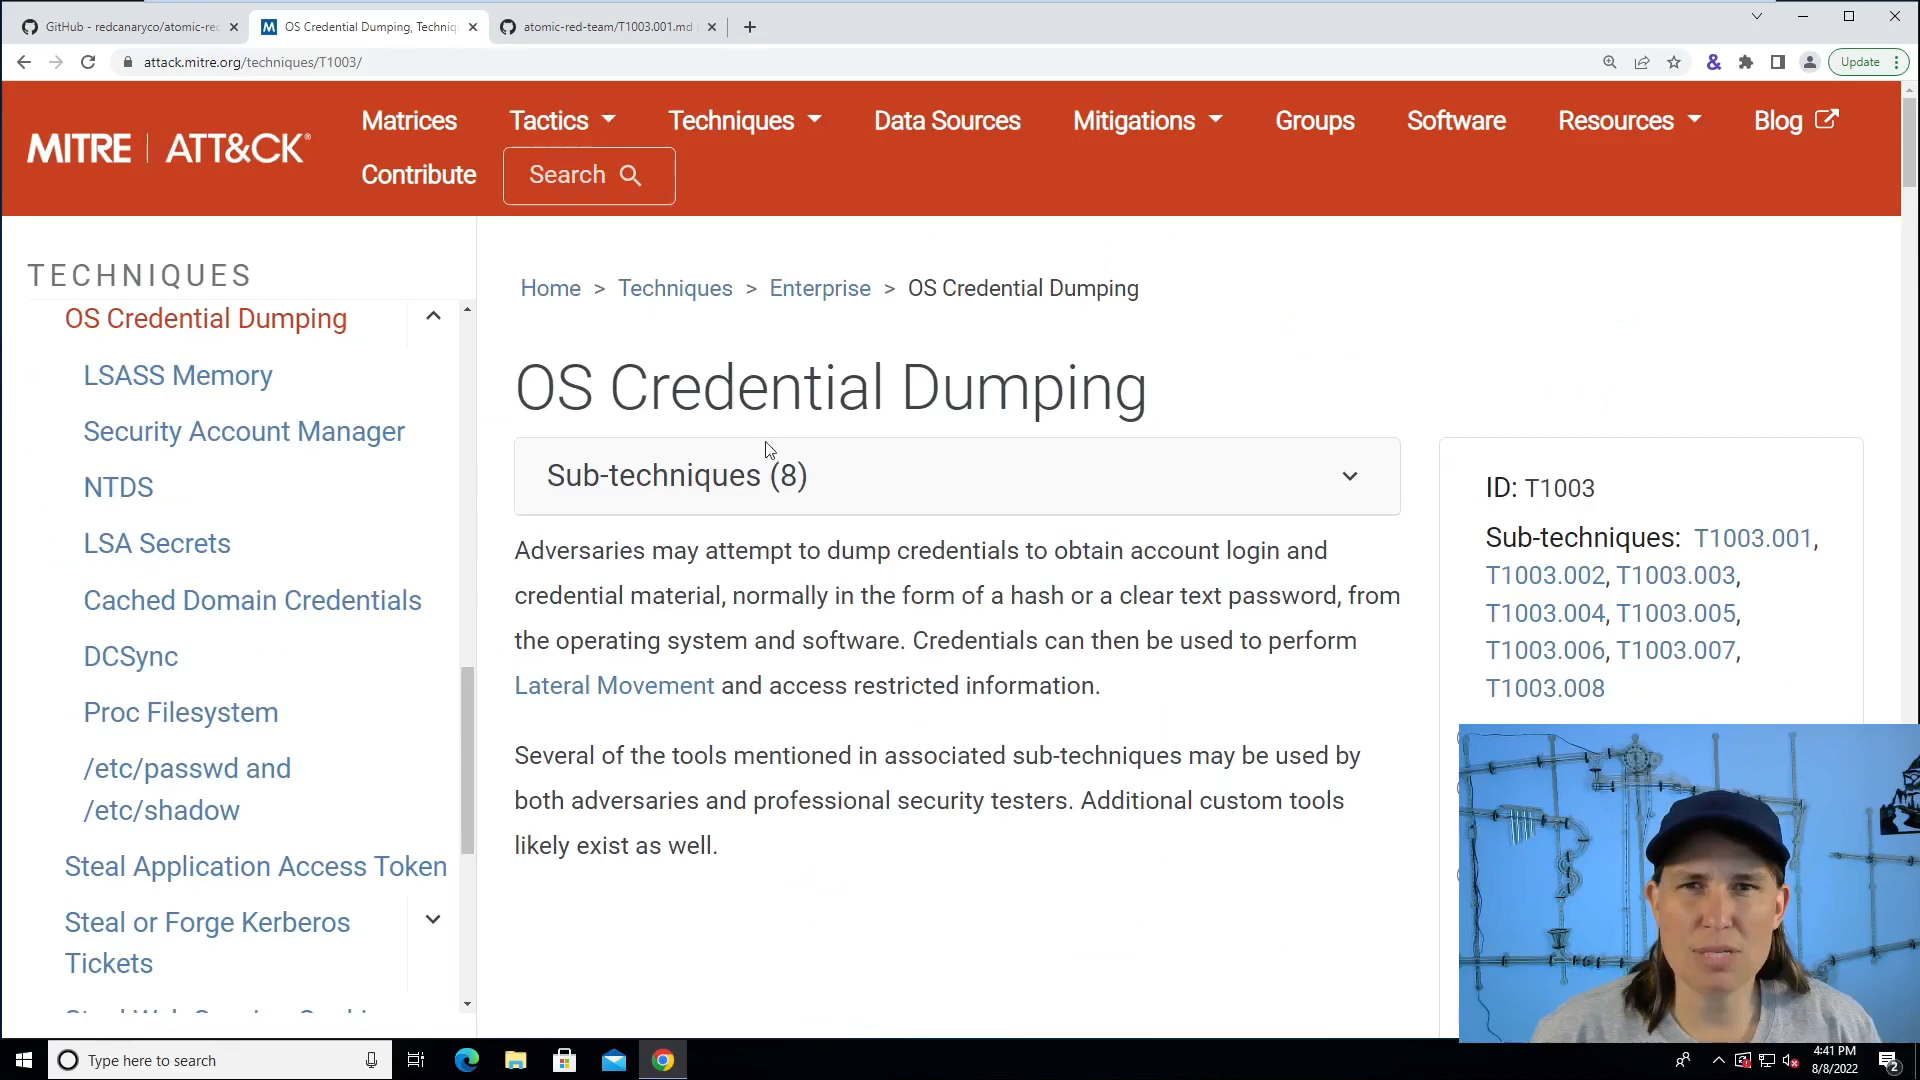 GitHub - redcanaryco/atomic-rec
OS Credential Dumping, Techniq
atomic-red-team/T1003.001.md
attack.mitre.org/techniques/T1003/
Update
MITRE | ATT&CK®
Matrices
Tactics
Techniques
Data Sources
Mitigations
Groups
Software
Resources
Blog
Contribute
Search
TECHNIQUES
OS Credential Dumping
LSASS Memory
Security Account Manager
NTDS
LSA Secrets
Cached Domain Credentials
DCSync
Proc Filesystem
/etc/passwd and
/etc/shadow
Steal Application Access Token
Steal or Forge Kerberos
Tickets
Home > Techniques > Enterprise > OS Credential Dumping
OS Credential Dumping
Sub-techniques (8)
Adversaries may attempt to dump credentials to obtain account login and
credential material, normally in the form of a hash or a clear text password, from
the operating system and software. Credentials can then be used to perform
Lateral Movement and access restricted information.
Several of the tools mentioned in associated sub-techniques may be used by
both adversaries and professional security testers. Additional custom tools
likely exist as well.
ID: T1003
Sub-techniques: T1003.001,
T1003.002, T1003.003,
T1003.004, T1003.005,
T1003.006, T1003.007,
T1003.008
Type here to search
4:41 PM
8/8/2022
2